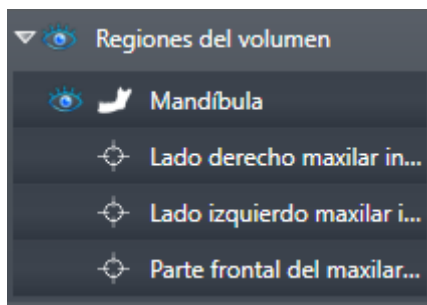 Regiones del volumen
Mandíbula
Lado derecho maxilar in...
Lado izquierdo maxilar i...
Parte frontal del maxilar...